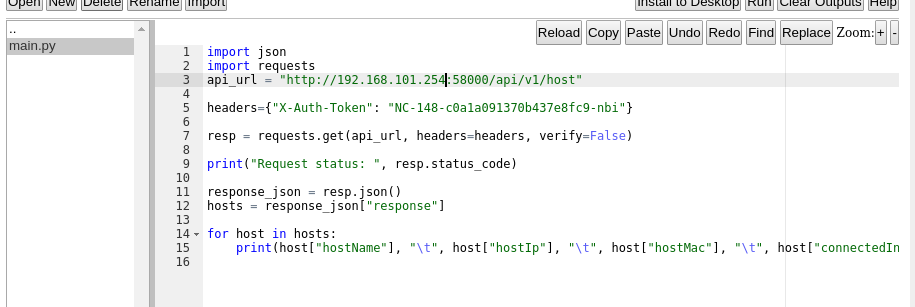 Open New Delete Rename Import Install to Desktop Run Clear Outputs Help
.. Reload Copy Paste Undo Redo Find Replace Zoom: + -
main.py
1 import json
2 import requests
3 api_url = "http://192.168.101.254:58000/api/v1/host"
4
5 headers={"X-Auth-Token": "NC-148-c0a1a091370b437e8fc9-nbi"}
6
7 resp = requests.get(api_url, headers=headers, verify=False)
8
9 print("Request status: ", resp.status_code)
10
11 response_json = resp.json()
12 hosts = response_json["response"]
13
14 for host in hosts:
15     print(host["hostName"], "\t", host["hostIp"], "\t", host["hostMac"], "\t", host["connectedIn
16